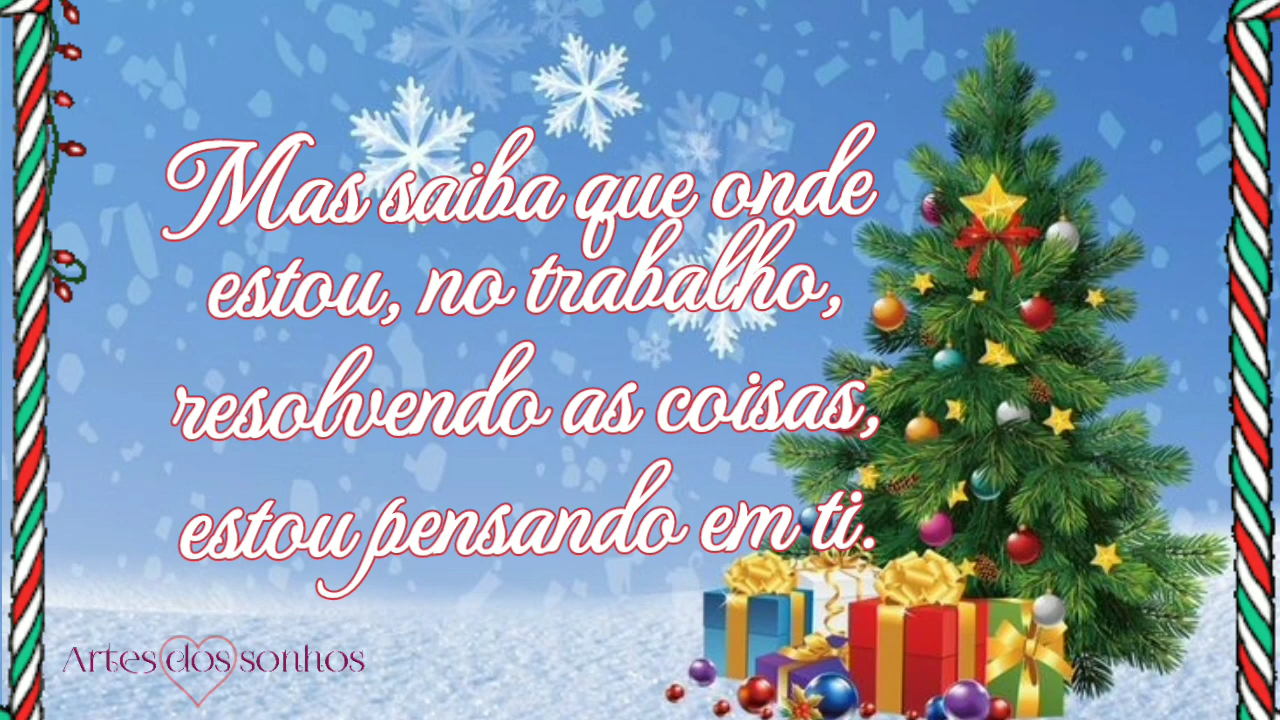 Mas saiba que onde
estou, no trabalho,
resolvendo as coisas,
estou pensando em ti.
Artes dos sonhos